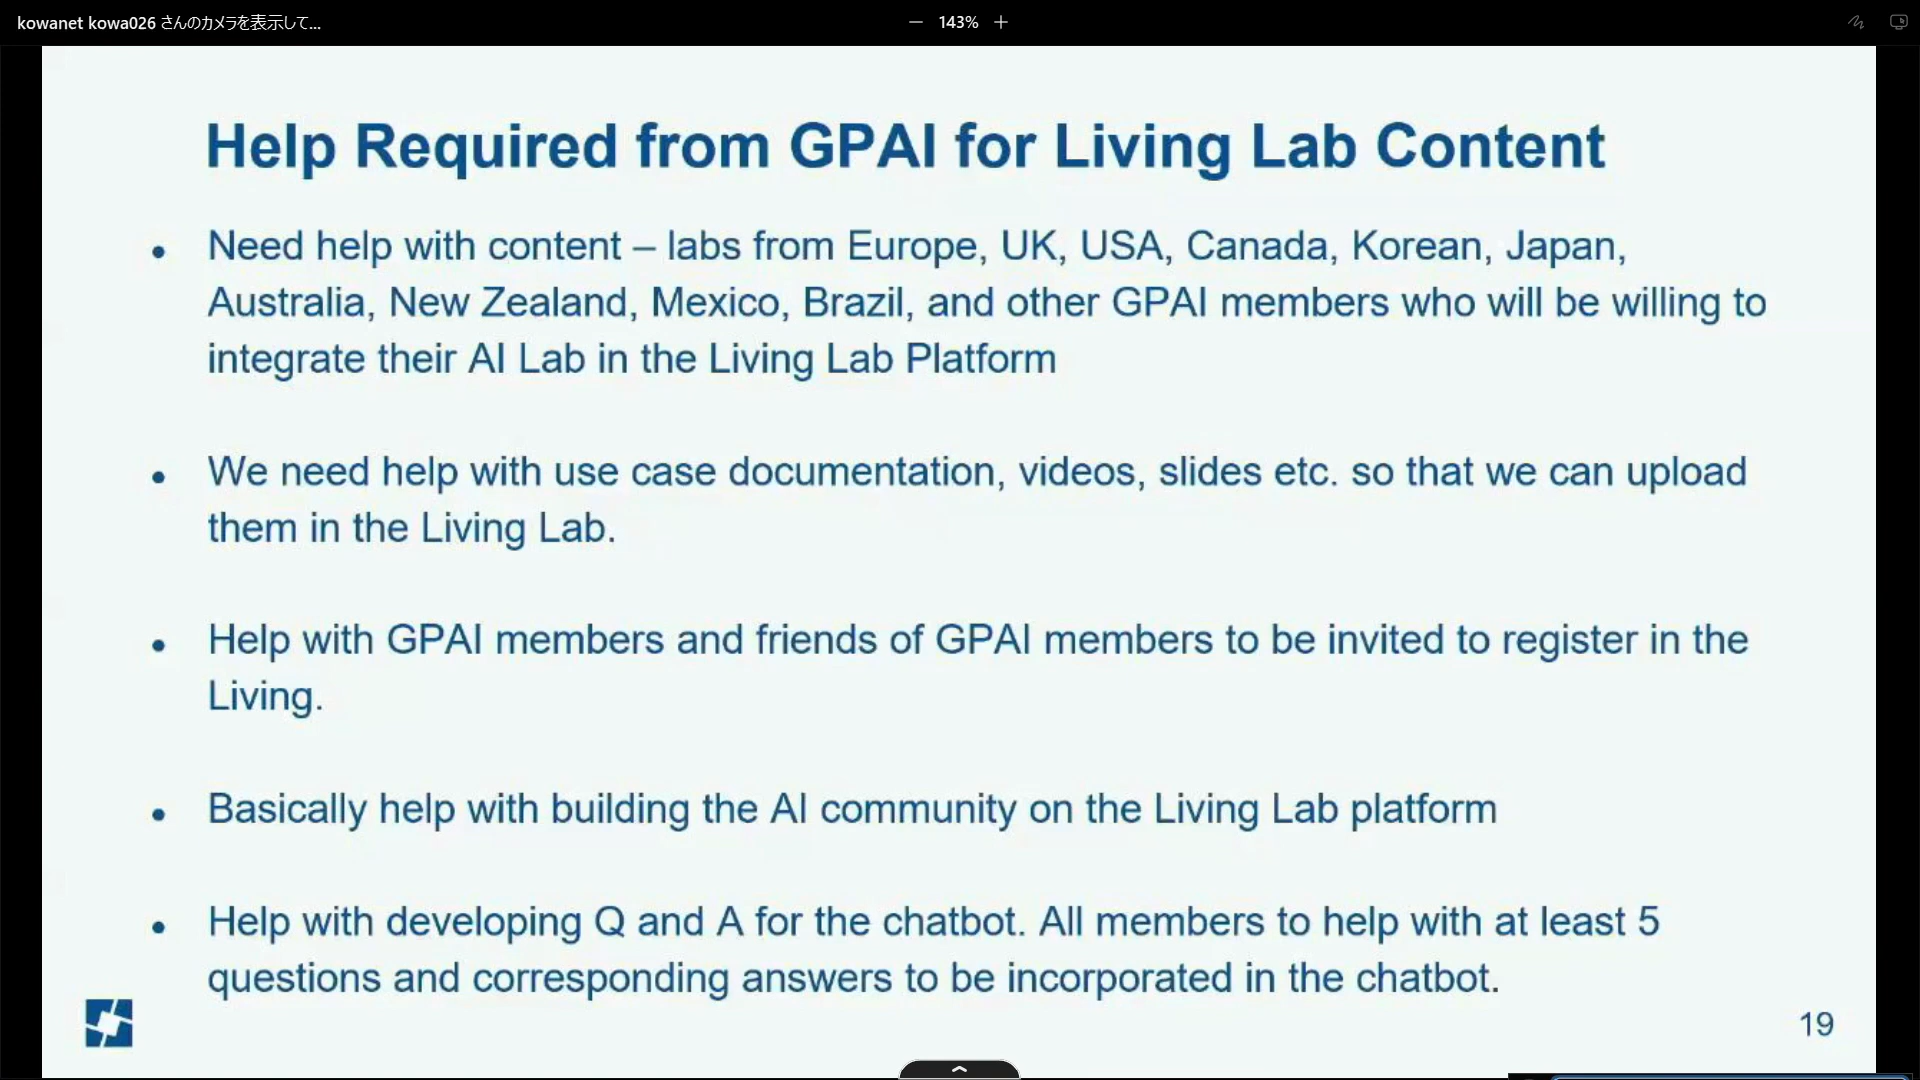 kowanet kowa026 さんのカメラを表示して...
143%
Help Required from GPAI for Living Lab Content
• Need help with content – labs from Europe, UK, USA, Canada, Korean, Japan,
Australia, New Zealand, Mexico, Brazil, and other GPAI members who will be willing to
integrate their AI Lab in the Living Lab Platform
• We need help with use case documentation, videos, slides etc. so that we can upload
them in the Living Lab.
• Help with GPAI members and friends of GPAI members to be invited to register in the
Living.
• Basically help with building the AI community on the Living Lab platform
• Help with developing Q and A for the chatbot. All members to help with at least 5
questions and corresponding answers to be incorporated in the chatbot.
19